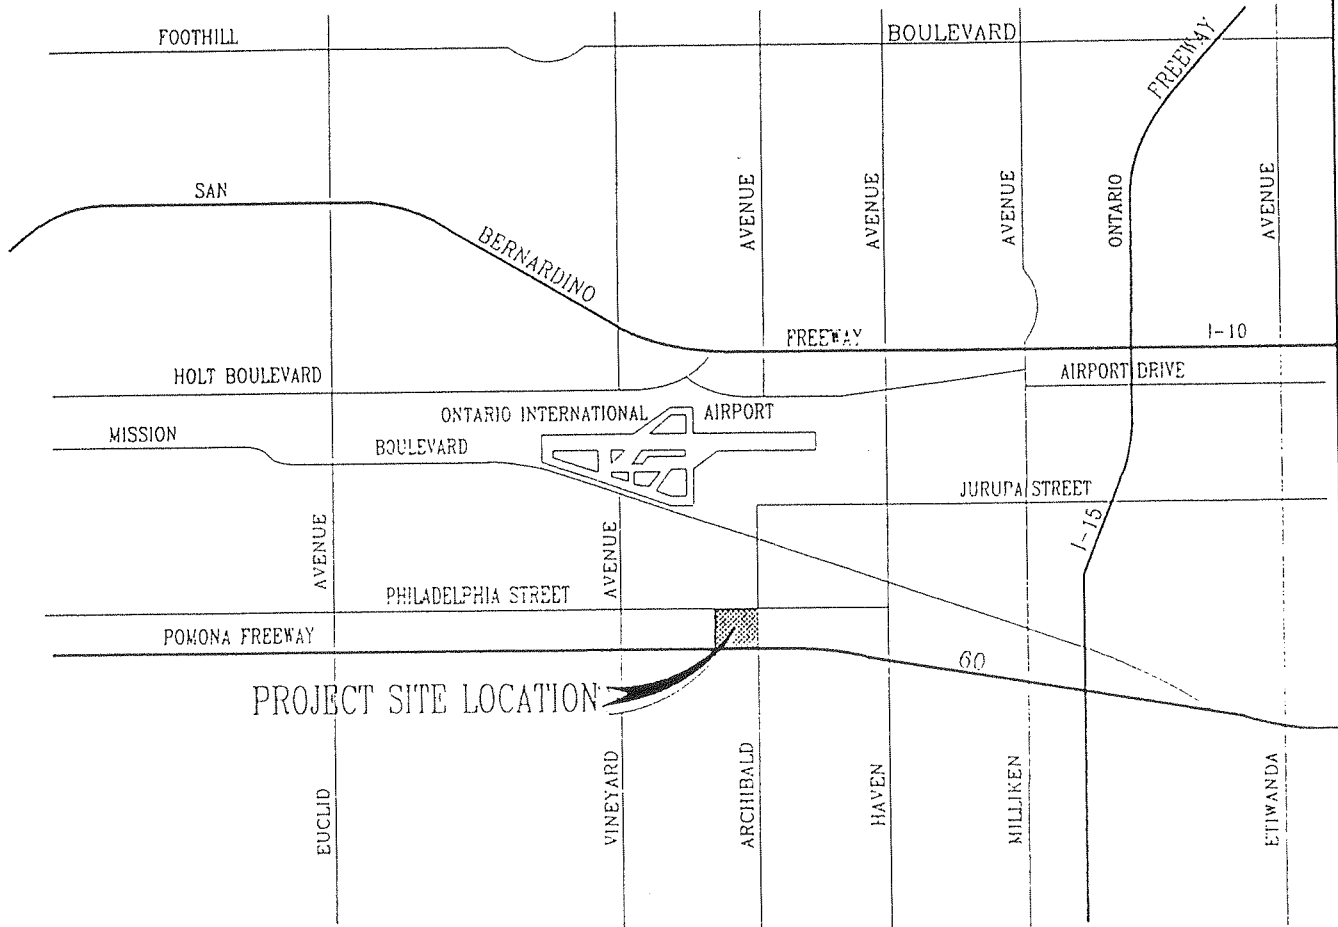 FOOTHILL
BOULEVARD
FREEWAY
SAN
AVENUE
AVENUE
AVENUE
ONTARIO
AVENUE
BERNARDINO
FREEWAY
I-10
HOLT BOULEVARD
AIRPORT DRIVE
ONTARIO INTERNATIONAL AIRPORT
MISSION
BOULEVARD
JURUPA STREET
I-15
AVENUE
AVENUE
PHILADELPHIA STREET
POMONA FREEWAY
60
PROJECT SITE LOCATION
EUCLID
VINEYARD
ARCHIBALD
HAVEN
MILLIKEN
ETIWANDA